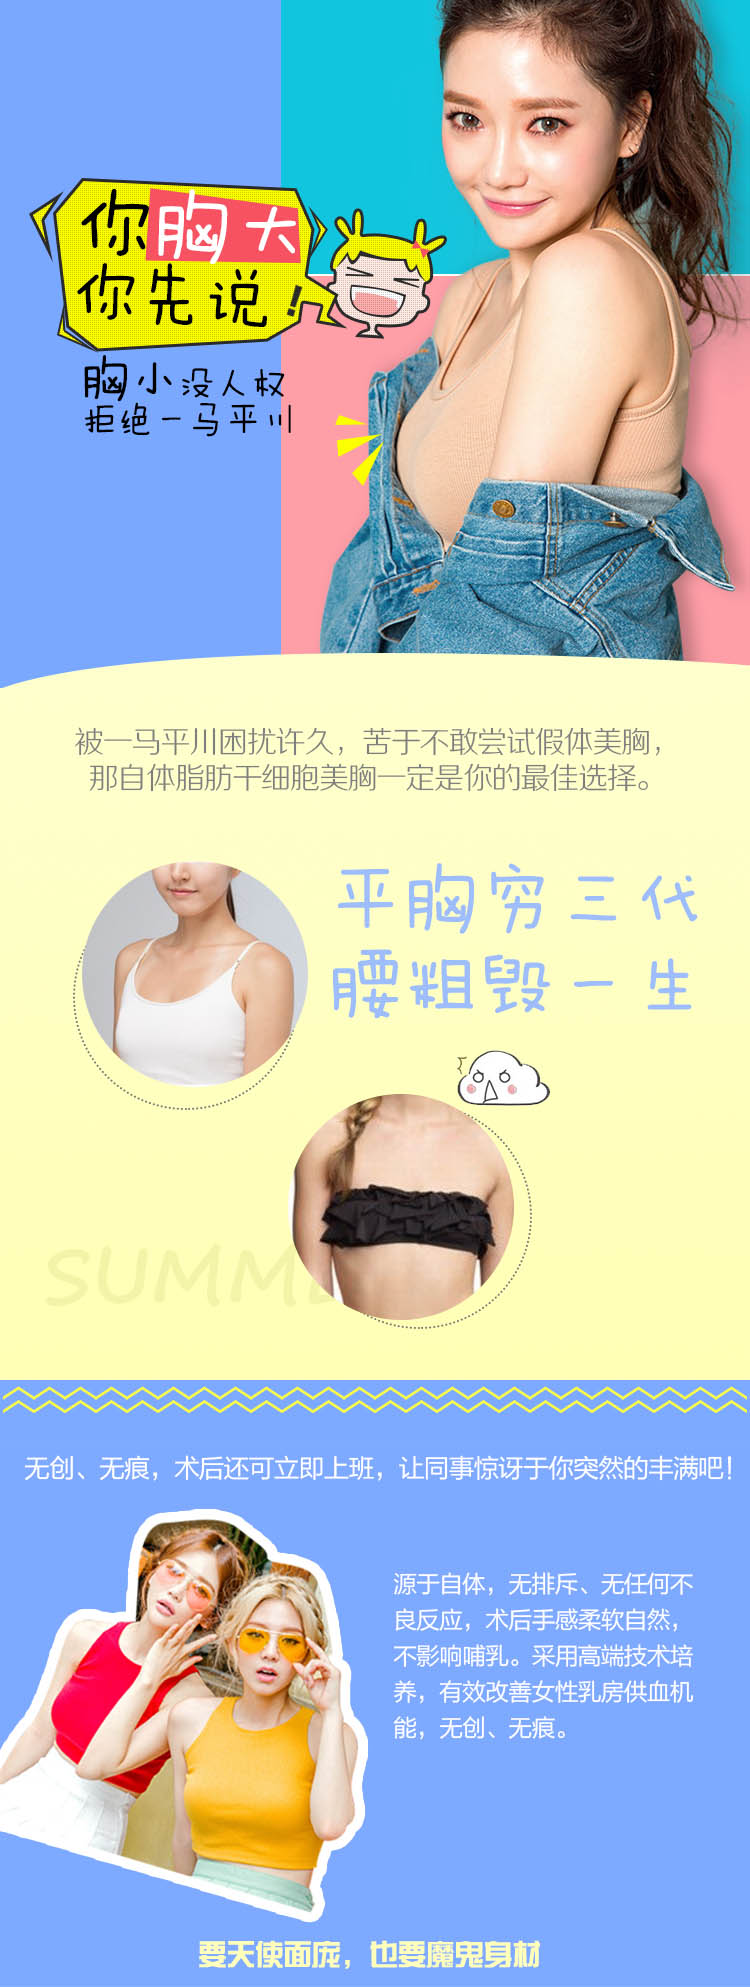 你胸大
你先说!
胸小没人权
拒绝一马平川
被一马平川困扰许久，苦于不敢尝试假体美胸，
那自体脂肪干细胞美胸一定是你的最佳选择。
平胸穷三代
腰粗毁一生
SUMME
无创、无痕，术后还可立即上班，让同事惊讶于你突然的丰满吧！
源于自体，无排斥、无任何不
良反应，术后手感柔软自然，
不影响哺乳。采用高端技术培
养，有效改善女性乳房供血机
能，无创、无痕。
要天使面庞，也要魔鬼身材